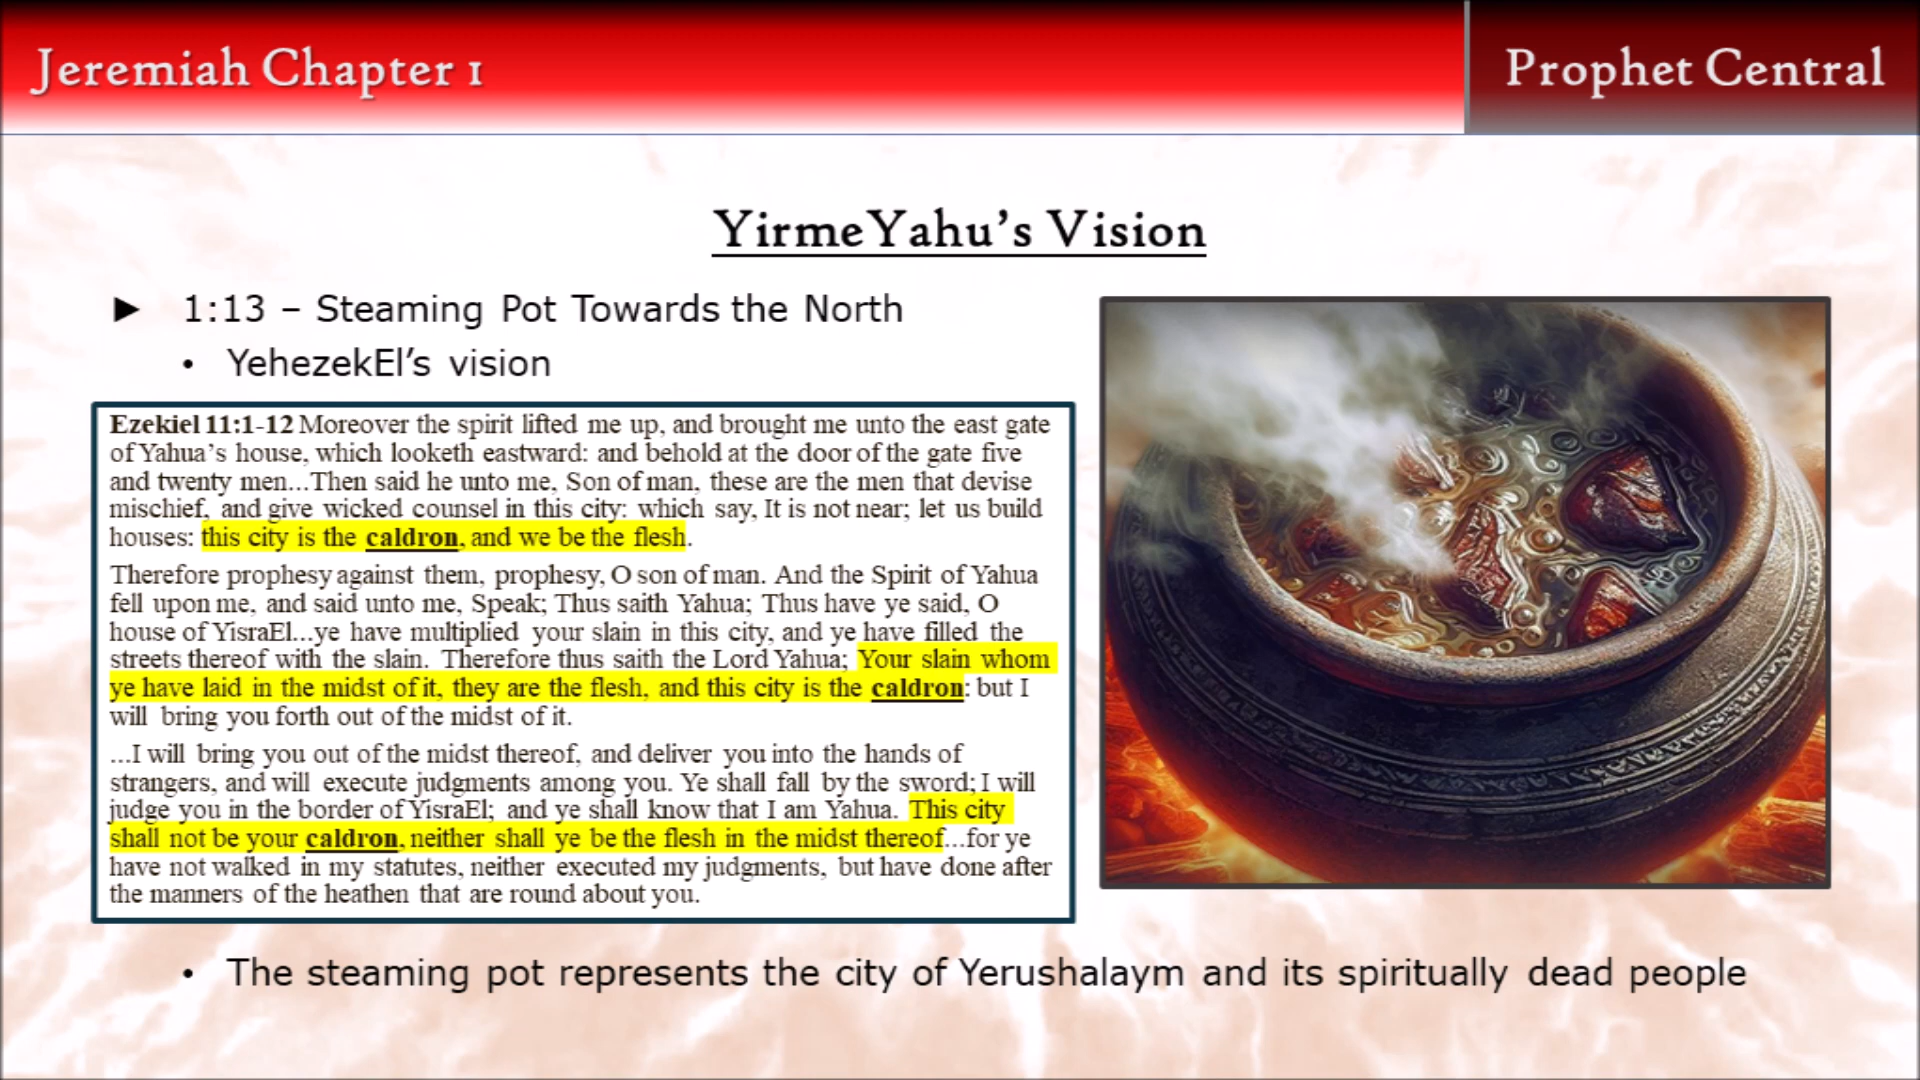 Jeremiah Chapter 1
Prophet Central
YirmeYahu’s Vision
► 1:13 – Steaming Pot Towards the North
• YehezekEl’s vision
Ezekiel 11:1-12 Moreover the spirit lifted me up, and brought me unto the east gate
of Yahua’s house, which looketh eastward: and behold at the door of the gate five
and twenty men...Then said he unto me, Son of man, these are the men that devise
mischief, and give wicked counsel in this city: which say, It is not near; let us build
houses: this city is the caldron, and we be the flesh.
Therefore prophesy against them, prophesy, O son of man. And the Spirit of Yahua
fell upon me, and said unto me, Speak; Thus saith Yahua; Thus have ye said, O
house of YisraEl...ye have multiplied your slain in this city, and ye have filled the
streets thereof with the slain. Therefore thus saith the Lord Yahua; Your slain whom
ye have laid in the midst of it, they are the flesh, and this city is the caldron: but I
will bring you forth out of the midst of it.
...I will bring you out of the midst thereof, and deliver you into the hands of
strangers, and will execute judgments among you. Ye shall fall by the sword; I will
judge you in the border of YisraEl; and ye shall know that I am Yahua. This city
shall not be your caldron, neither shall ye be the flesh in the midst thereof...for ye
have not walked in my statutes, neither executed my judgments, but have done after
the manners of the heathen that are round about you.
• The steaming pot represents the city of Yerushalaym and its spiritually dead people